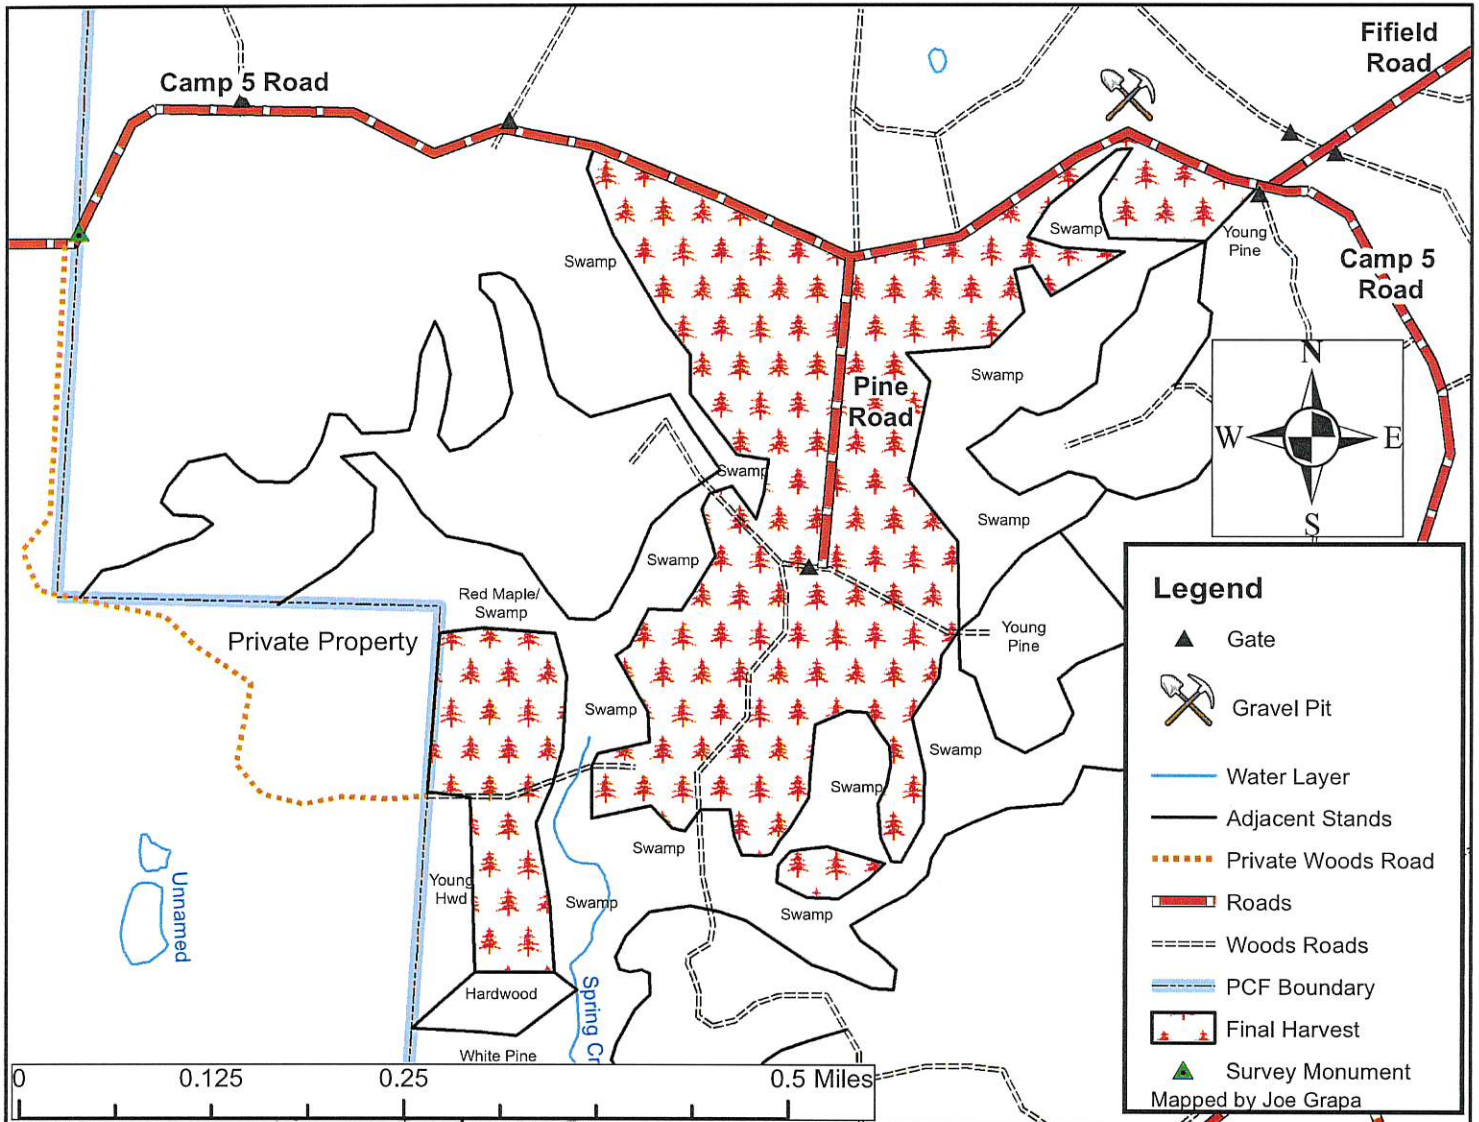 Fifield
Road
Camp 5 Road
Swamp
Young
Pine
Swamp
Camp 5
Road
N
W
E
S
Swamp
Pine
Road
Swamp
Swamp
Swamp
Red Maple/
Swamp
Private Property
Young
Pine
Swamp
Swamp
Swamp
Swamp
Young
Hwd
Swamp
Swamp
Unnamed
Hardwood
Spring Cr
White Pine
0
0.125
0.25
0.5 Miles
Legend
Gate
Gravel Pit
Water Layer
Adjacent Stands
Private Woods Road
Roads
Woods Roads
PCF Boundary
Final Harvest
Survey Monument
Mapped by Joe Grapa